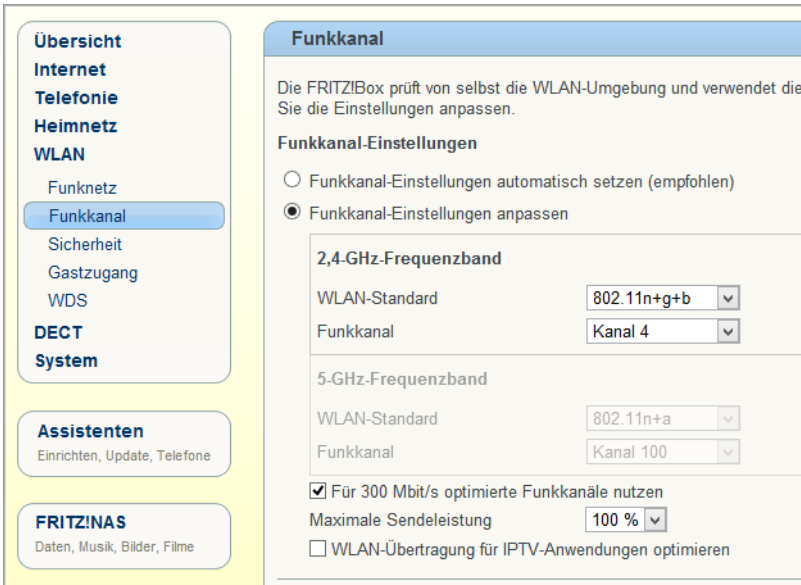 Übersicht
Internet
Telefonie
Heimnetz
WLAN
Funknetz
Funkkanal
Sicherheit
Gastzugang
WDS
DECT
System
Assistenten
Einrichten, Update, Telefone
FRITZ!NAS
Daten, Musik, Bilder, Filme
Funkkanal
Die FRITZ!Box prüft von selbst die WLAN-Umgebung und verwendet die
Sie die Einstellungen anpassen.
Funkkanal-Einstellungen
Funkkanal-Einstellungen automatisch setzen (empfohlen)
Funkkanal-Einstellungen anpassen
2,4-GHz-Frequenzband
WLAN-Standard 802.11n+g+b
Funkkanal Kanal 4
5-GHz-Frequenzband
WLAN-Standard 802.11n+a
Funkkanal Kanal 100
Für 300 Mbit/s optimierte Funkkanäle nutzen
Maximale Sendeleistung 100 %
WLAN-Übertragung für IPTV-Anwendungen optimieren